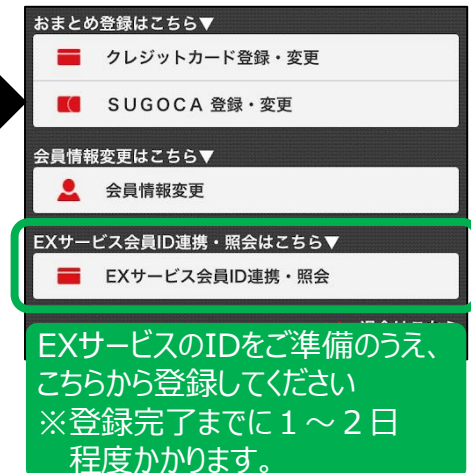 おまとめ登録はこちら▼
クレジットカード登録・変更
SUGOCA 登録・変更
会員情報変更はこちら▼
会員情報変更
EXサービス会員ID連携・照会はこちら▼
EXサービス会員ID連携・照会
EXサービスのIDをご準備のうえ、
こちらから登録してください
※登録完了までに１～２日
程度かかります。